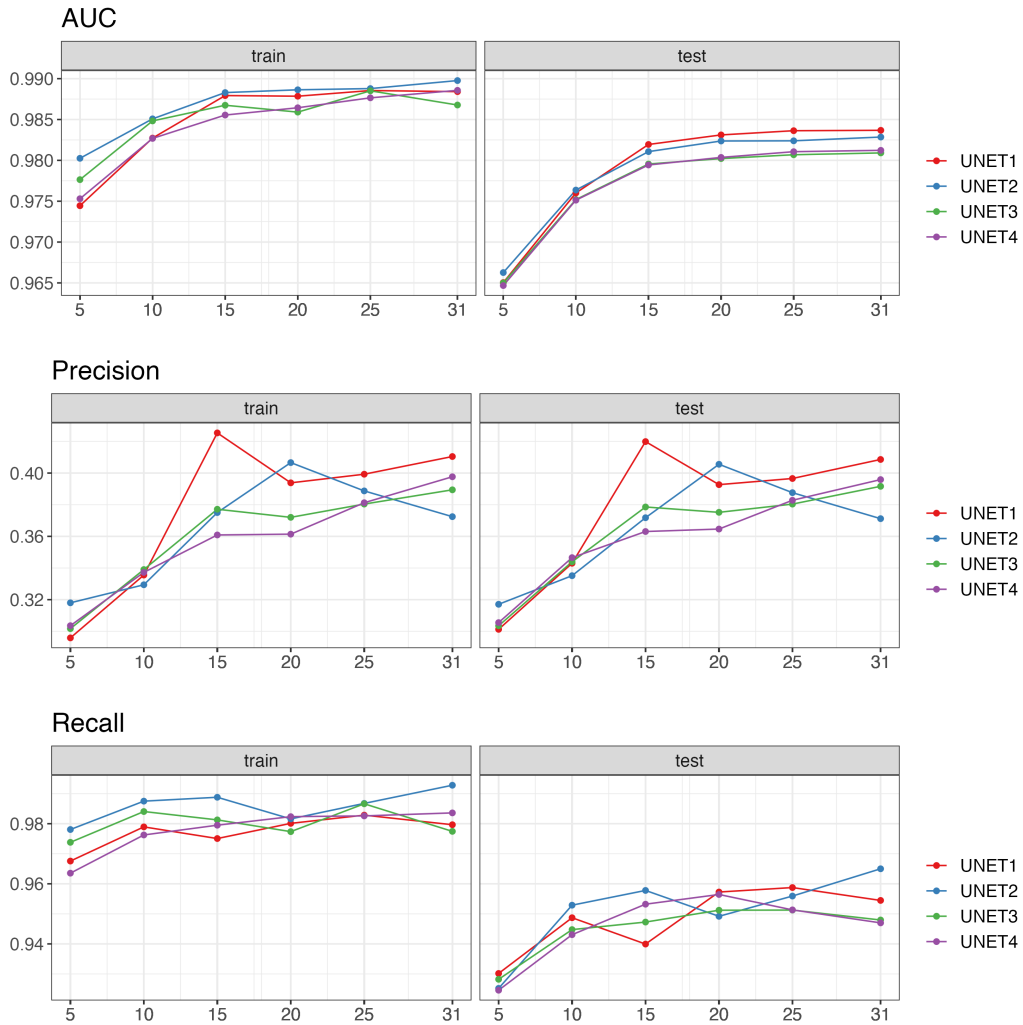 AUC
train test
0.990
0.985
0.980
0.975
0.970
0.965
5 10 15 20 25 31 5 10 15 20 25 31
UNET1
UNET2
UNET3
UNET4
Precision
train test
0.40
0.36
0.32
5 10 15 20 25 31 5 10 15 20 25 31
UNET1
UNET2
UNET3
UNET4
Recall
train test
0.98
0.96
0.94
5 10 15 20 25 31 5 10 15 20 25 31
UNET1
UNET2
UNET3
UNET4